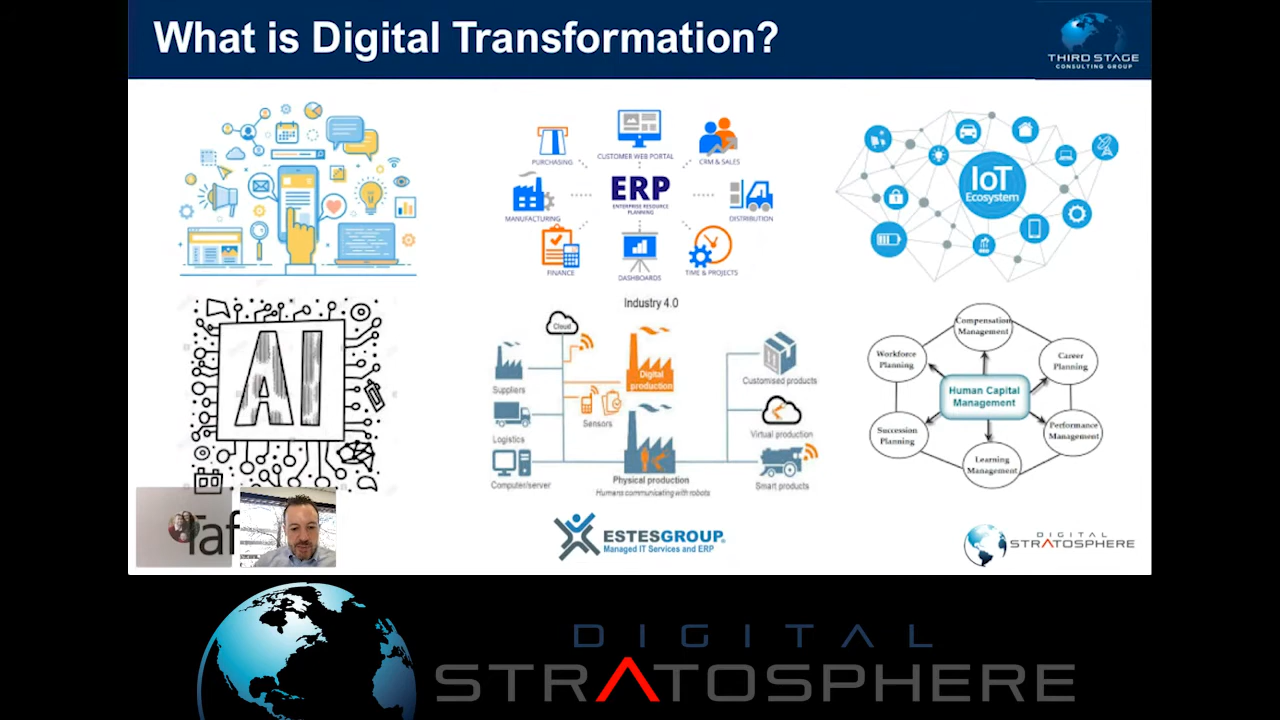 What is Digital Transformation?
THIRD STAGE
CONSULTING GROUP
PURCHASING
CUSTOMER WEB PORTAL
CRM & SALES
ERP
ENTERPRISE RESOURCE
PLANNING
MANUFACTURING
DISTRIBUTION
FINANCE
DASHBOARDS
TIME & PROJECTS
IoT
Ecosystem
AI
Industry 4.0
Cloud
Suppliers
Digital
production
Customised products
Sensors
Logistics
Virtual production
Computer/server
Physical production
Humans communicating with robots
Smart products
Compensation
Management
Workforce
Planning
Career
Planning
Human Capital
Management
Succession
Planning
Performance
Management
Learning
Management
Taf
ESTESGROUP
Managed IT Services and ERP
DIGITAL
STRATOSPHERE
DIGITAL
STRATOSPHERE